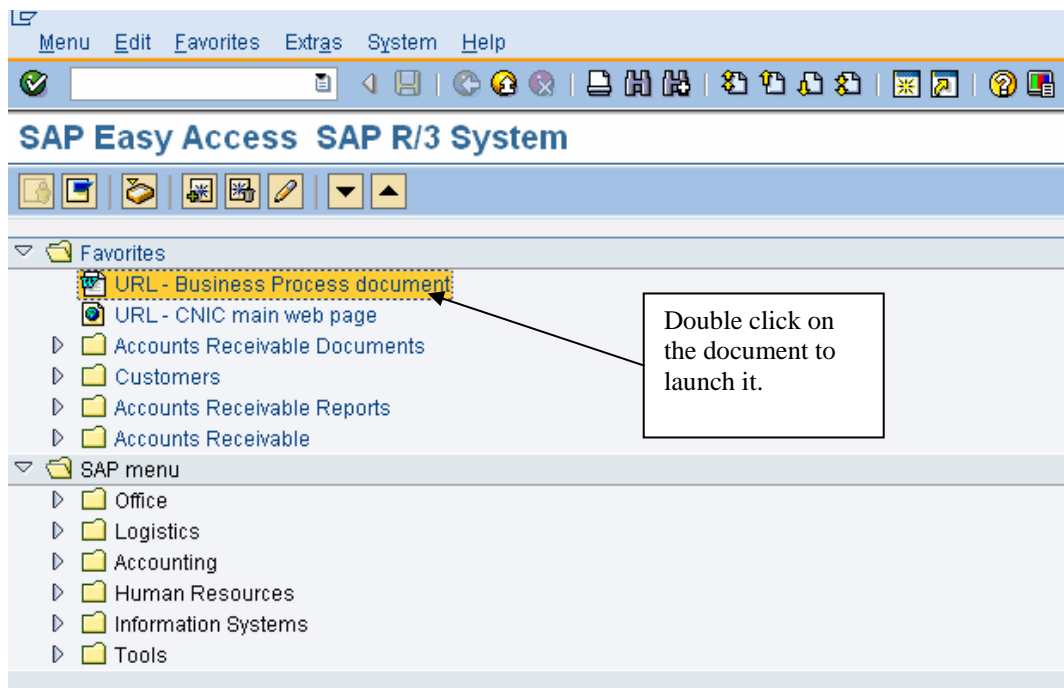 Menu Edit Favorites Extras System Help
SAP Easy Access SAP R/3 System
Favorites
URL - Business Process document
URL - CNIC main web page
Accounts Receivable Documents
Customers
Accounts Receivable Reports
Accounts Receivable
SAP menu
Office
Logistics
Accounting
Human Resources
Information Systems
Tools
Double click on
the document to
launch it.